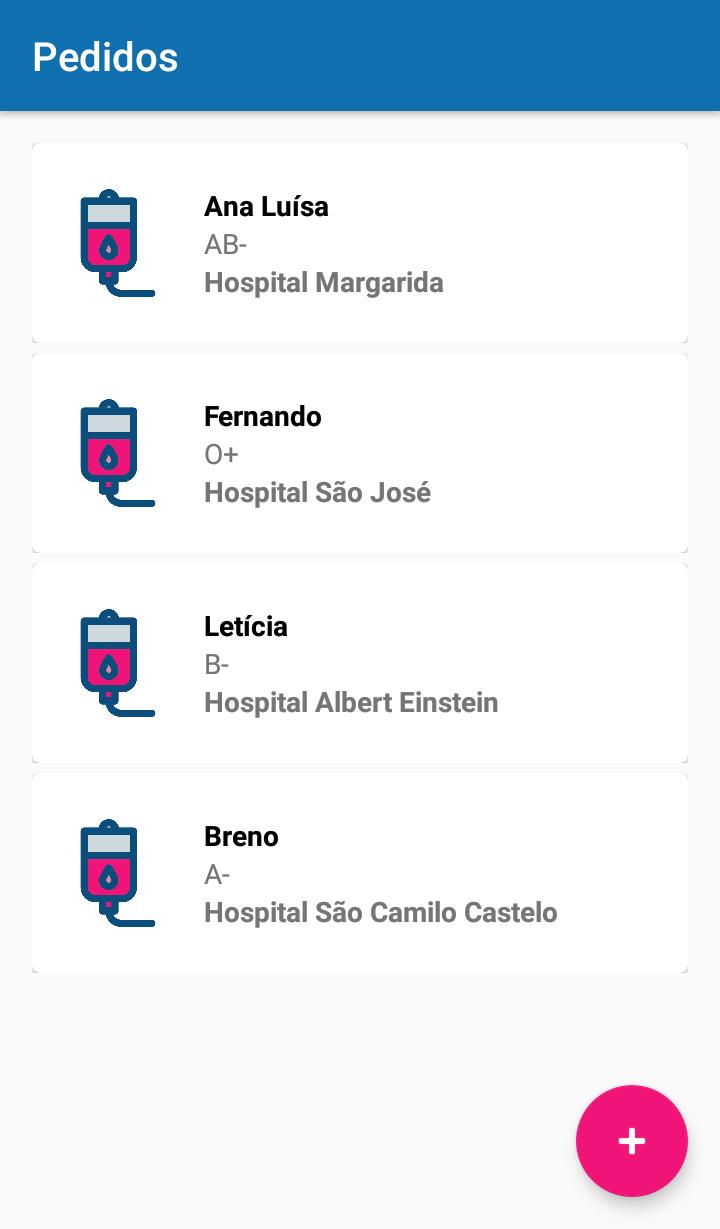 Pedidos
Ana Luísa
AB-
Hospital Margarida
Fernando
O+
Hospital São José
Letícia
B-
Hospital Albert Einstein
Breno
A-
Hospital São Camilo Castelo
+